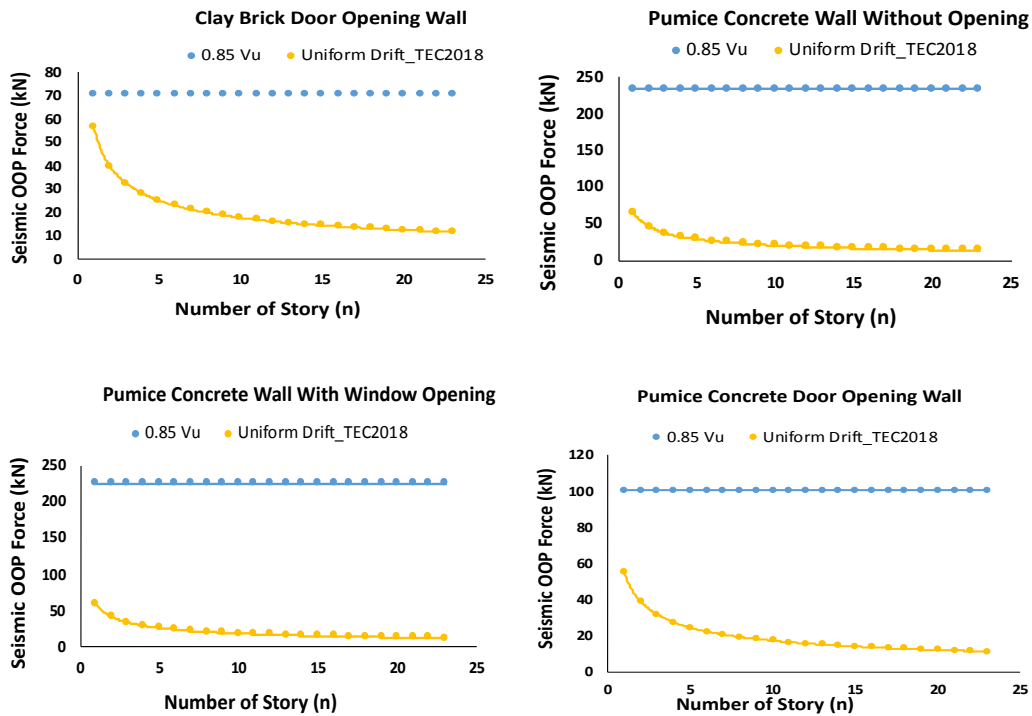 Clay Brick Door Opening Wall
0.85 Vu Uniform Drift_TEC2018
Seismic OOP Force (kN)
80
70
60
50
40
30
20
10
0
0 5 10 15 20 25
Number of Story (n)
Pumice Concrete Wall Without Opening
0.85 Vu Uniform Drift_TEC2018
Seismic OOP Force (kN)
250
200
150
100
50
0
0 5 10 15 20 25
Number of Story (n)
Pumice Concrete Wall With Window Opening
0.85 Vu Uniform Drift_TEC2018
Seismic OOP Force (kN)
250
200
150
100
50
0
0 5 10 15 20 25
Number of Story (n)
Pumice Concrete Door Opening Wall
0.85 Vu Uniform Drift_TEC2018
Seismic OOP Force (kN)
120
100
80
60
40
20
0
0 5 10 15 20 25
Number of Story (n)